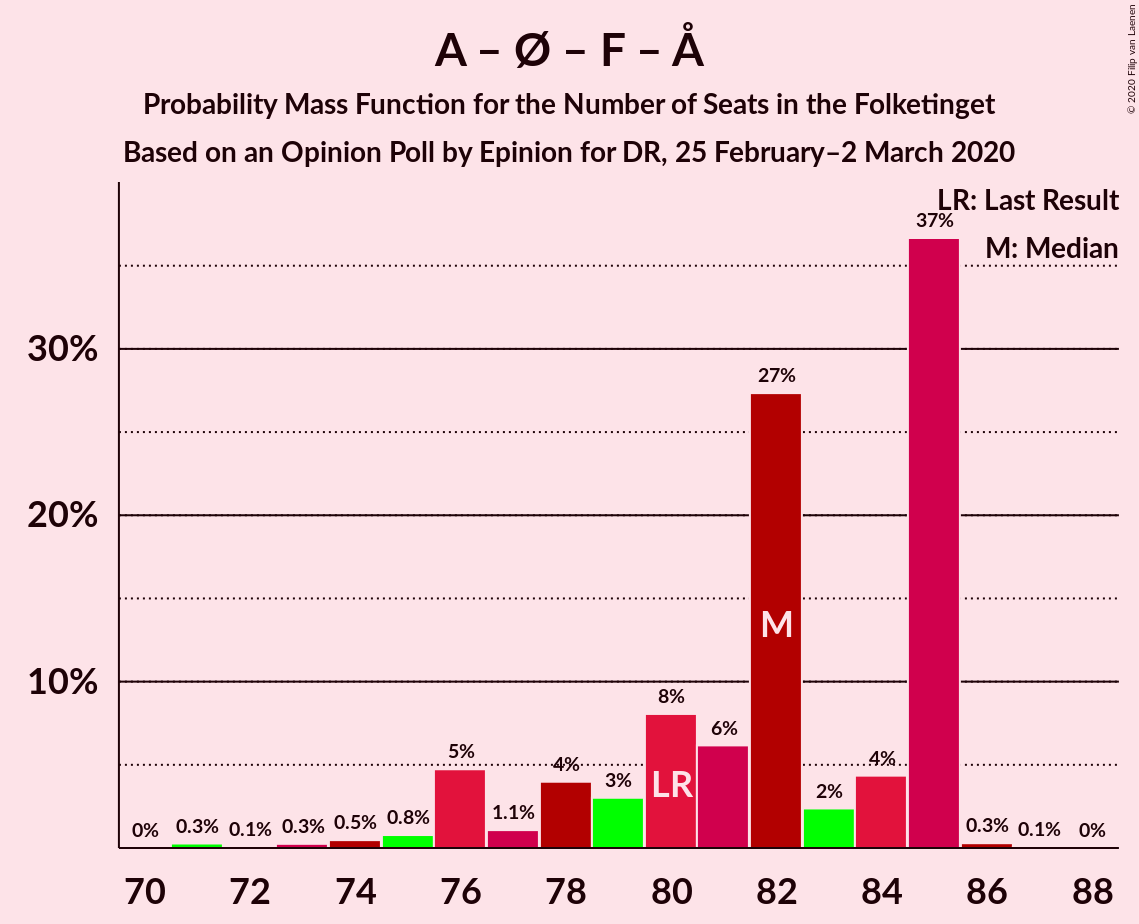 A – Ø – F – Å
Probability Mass Function for the Number of Seats in the Folketinget
Based on an Opinion Poll by Epinion for DR, 25 February–2 March 2020
© 2020 Filip van Laenen
LR: Last Result
M: Median
30%
20%
10%
0%
0.3%
0.1%
0.3%
0.5%
0.8%
5%
1.1%
4%
3%
8%
6%
27%
2%
4%
37%
0.3%
0.1%
0%
LR
M
70 72 74 76 78 80 82 84 86 88